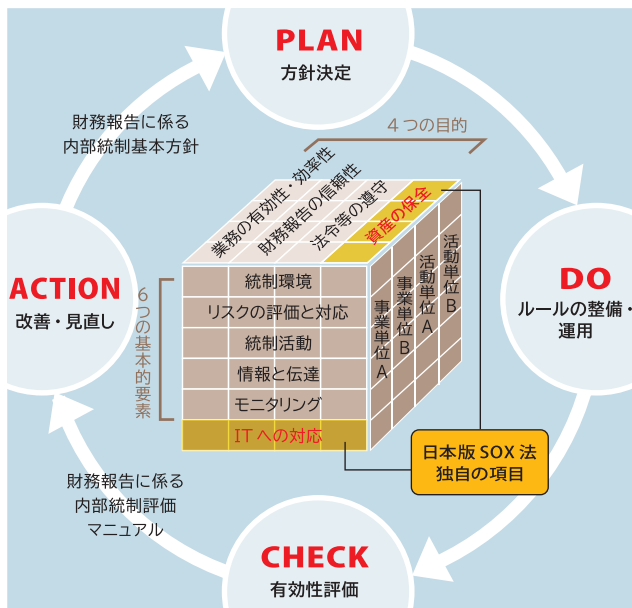 PLAN
方針決定
財務報告に係る
内部統制基本方針
4つの目的
業務の有効性・効率性
財務報告の信頼性
法令等の遵守
資産の保全
ACTION
改善・見直し
6つの基本的要素
統制環境
リスクの評価と対応
統制活動
情報と伝達
モニタリング
ITへの対応
事業単位A
事業単位B
活動単位A
活動単位B
DO
ルールの整備・
運用
日本版SOX法
独自の項目
財務報告に係る
内部統制評価
マニュアル
CHECK
有効性評価